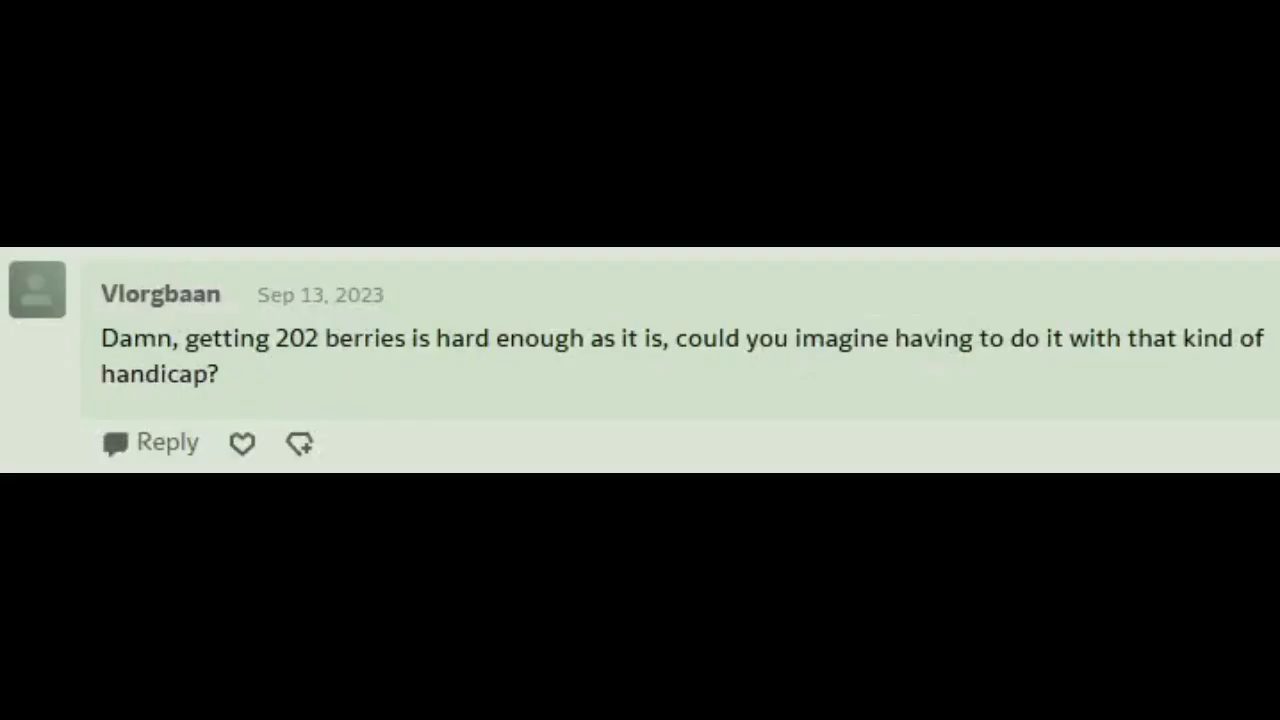 Vlorgbaan Sep 13, 2023
Damn, getting 202 berries is hard enough as it is, could you imagine having to do it with that kind of
handicap?
Reply